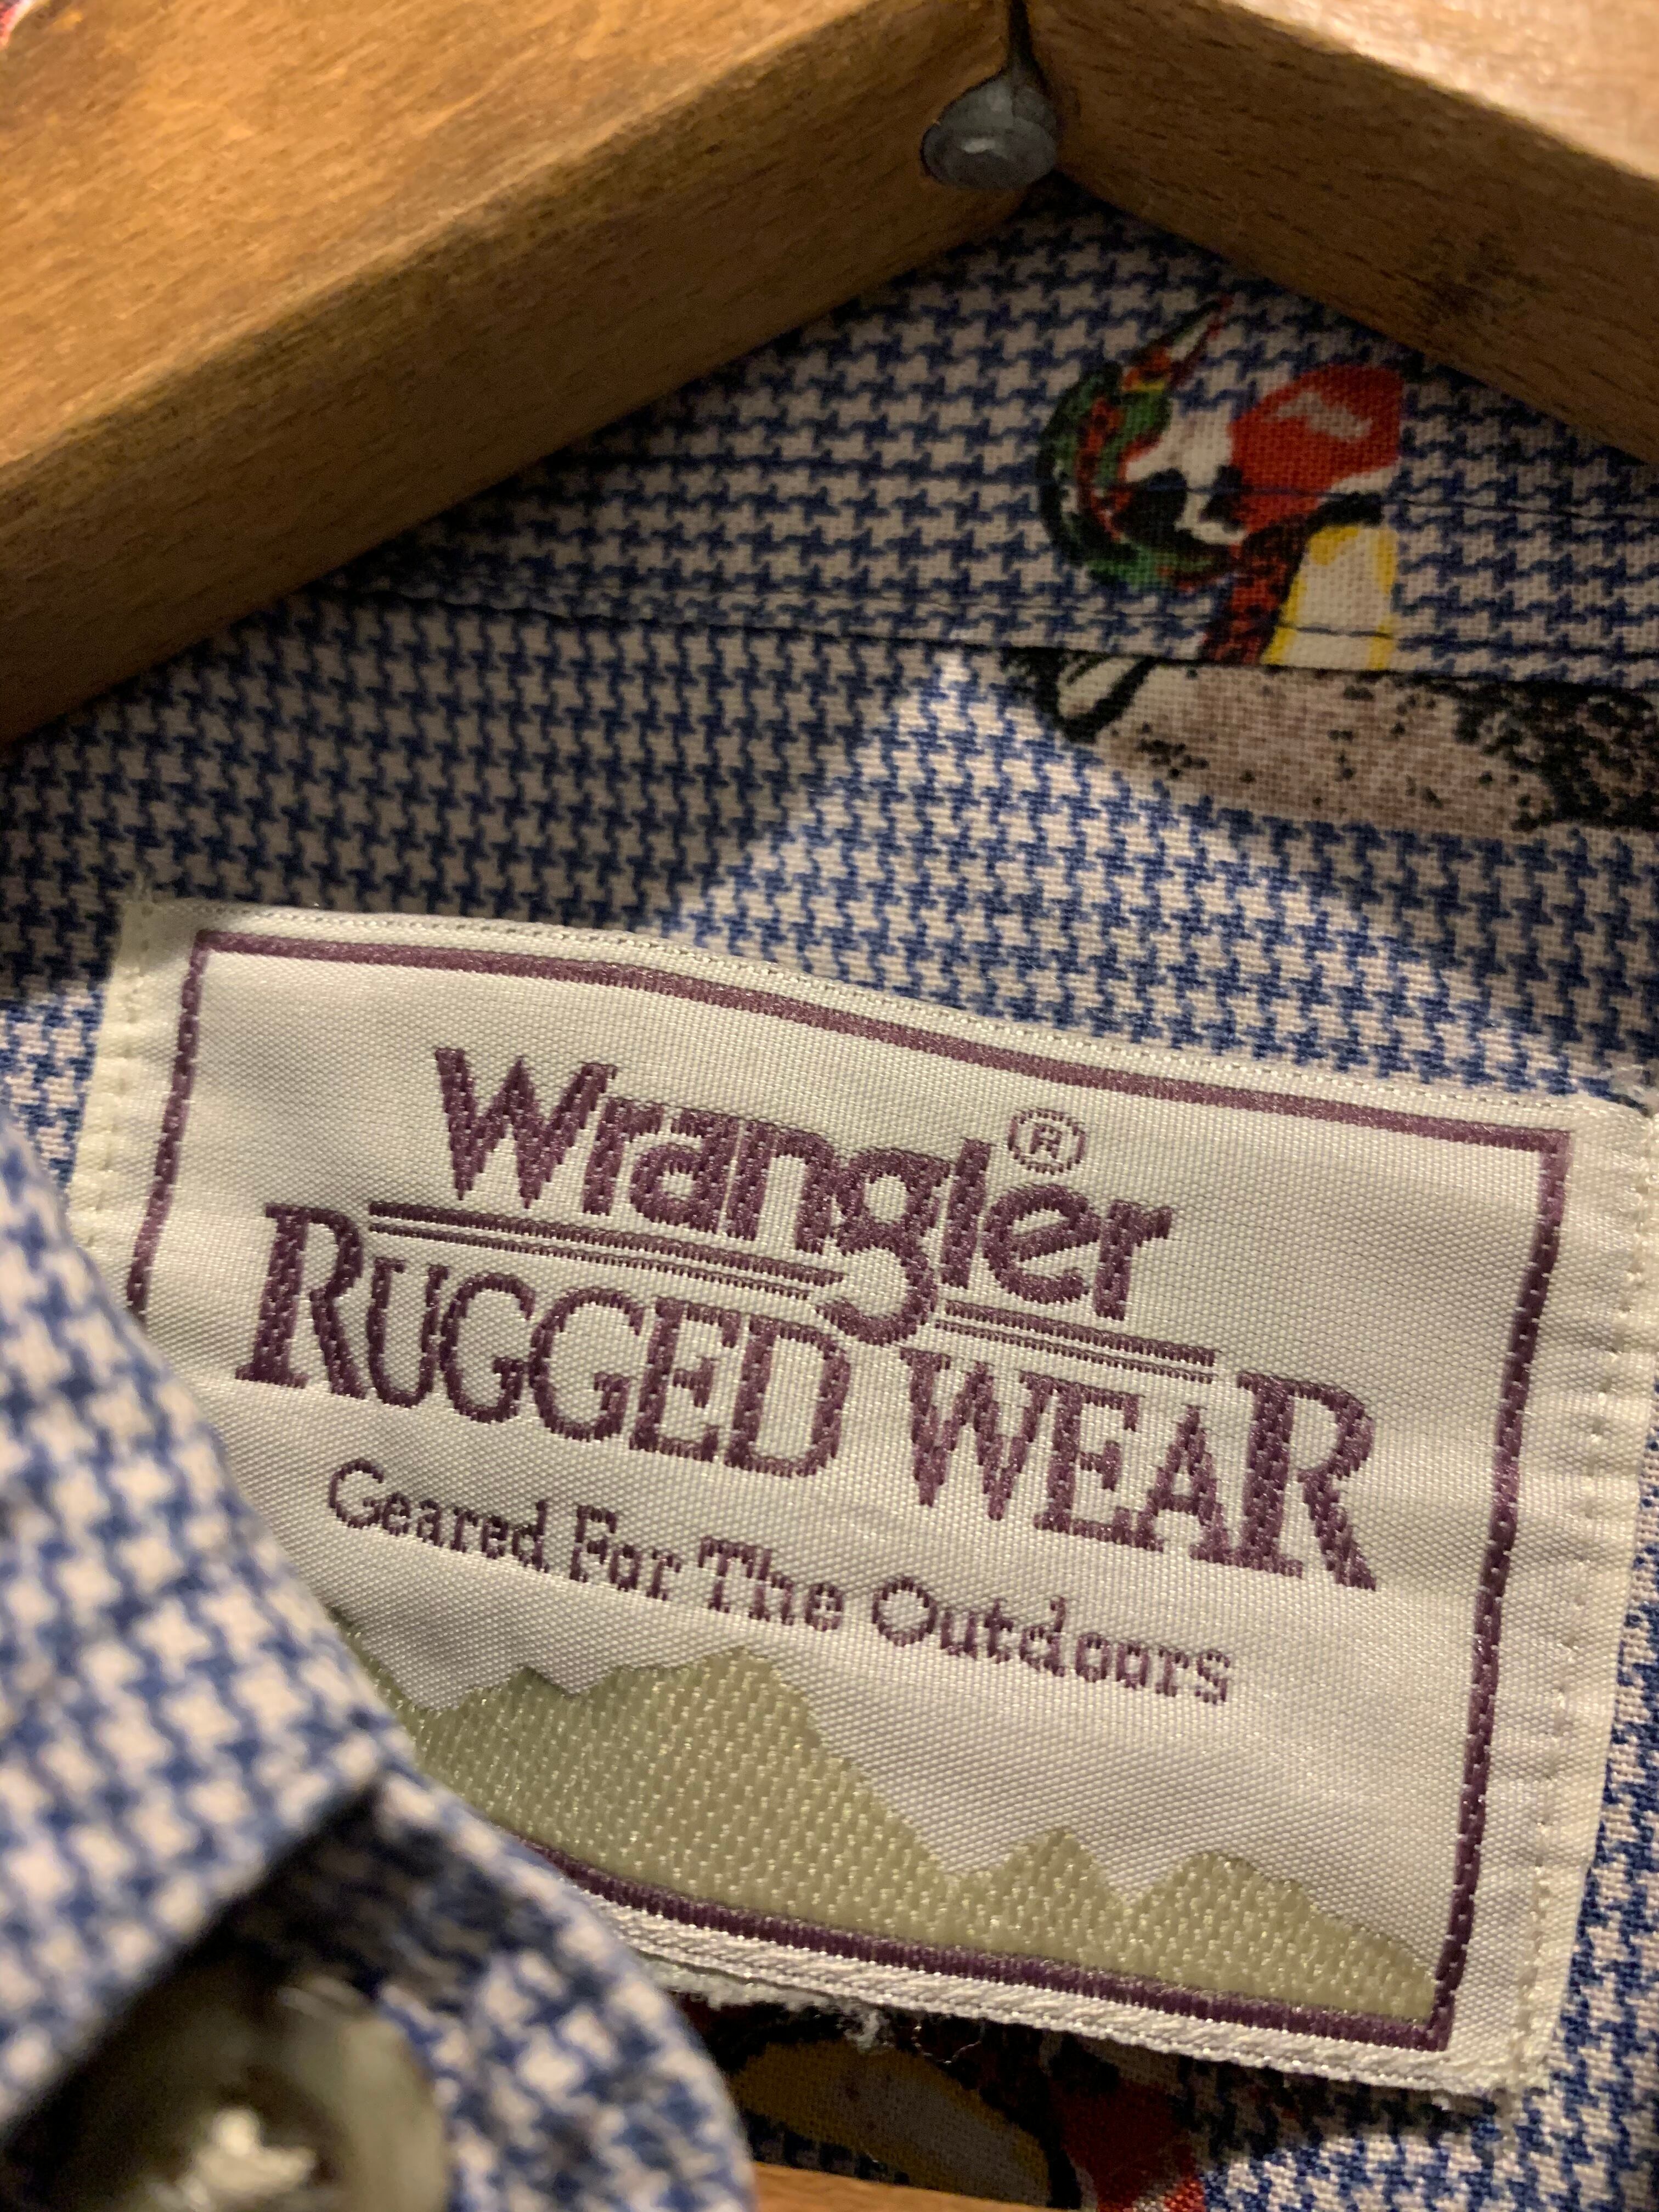 Wrangler®
RUGGED WEAR
Geared For The Outdoors